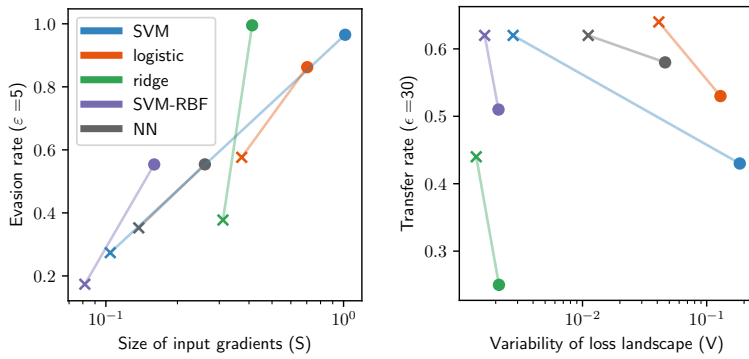 1.0
0.8
0.6
0.4
0.2
Evasion rate (ε =5)
SVM
logistic
ridge
SVM-RBF
NN
10⁻¹ 10⁰
Size of input gradients (S)
0.6
0.5
0.4
0.3
Transfer rate (ϵ =30)
10⁻² 10⁻¹
Variability of loss landscape (V)